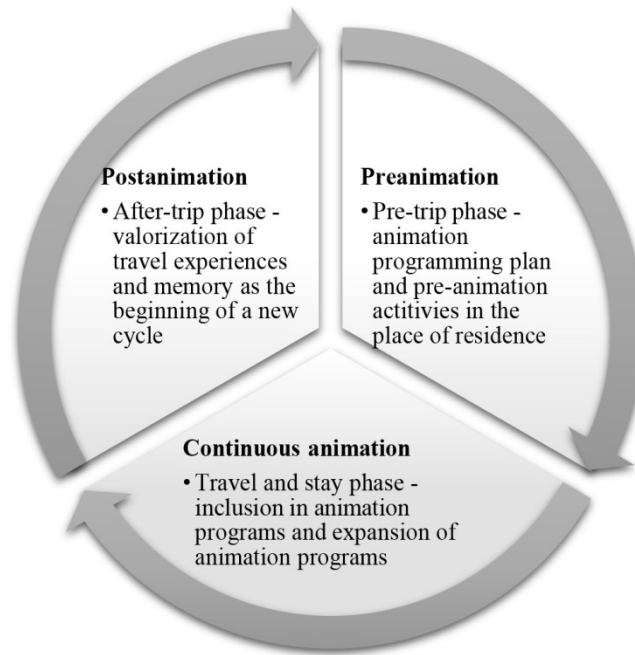 Postanimation
• After-trip phase -
valorization of
travel experiences
and memory as the
beginning of a new
cycle
Preanimation
• Pre-trip phase -
animation
programming plan
and pre-animation
actitivies in the
place of residence
Continuous animation
• Travel and stay phase -
inclusion in animation
programs and expansion of
animation programs